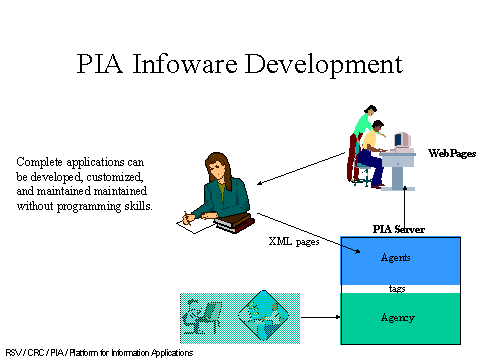 PIA Infoware Development
Complete applications can
be developed, customized,
and maintained maintained
without programming skills.
WebPages
XML pages
PIA Server
Agents
tags
Agency
RSV / CRC / PIA / Platform for Information Applications